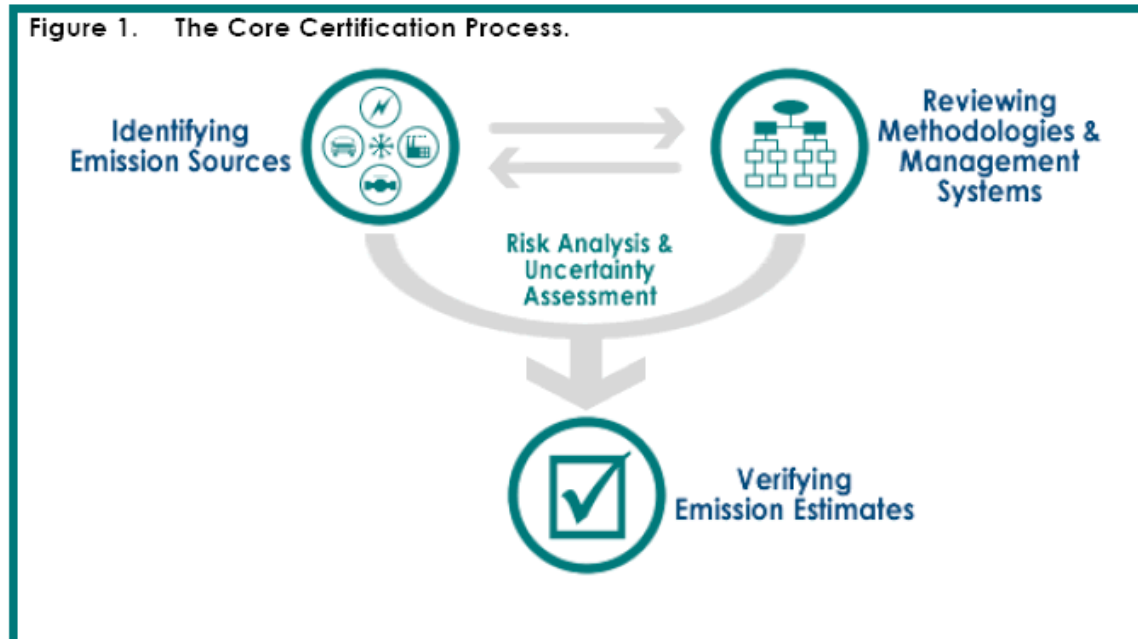 Figure 1. The Core Certification Process.
Identifying
Emission Sources
Reviewing
Methodologies &
Management
Systems
Risk Analysis &
Uncertainty
Assessment
Verifying
Emission Estimates